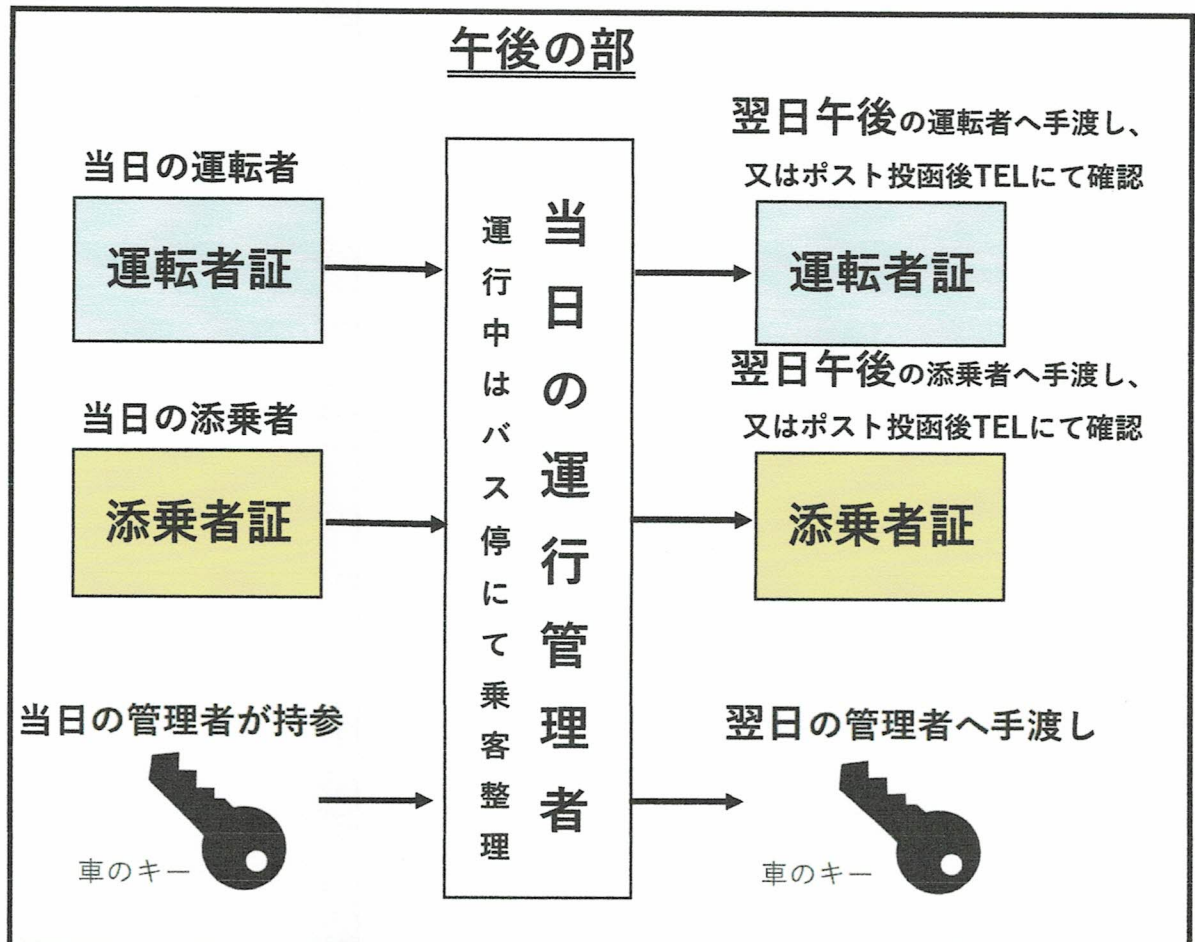 午後の部
当日の運転者
運転者証
当日の添乗者
添乗者証
当日の管理者が持参
車のキー
当日の運行管理者
運行中はバス停にて乗客整理
翌日午後の運転者へ手渡し、
又はポスト投函後TELにて確認
運転者証
翌日午後の添乗者へ手渡し、
又はポスト投函後TELにて確認
添乗者証
翌日の管理者へ手渡し
車のキー